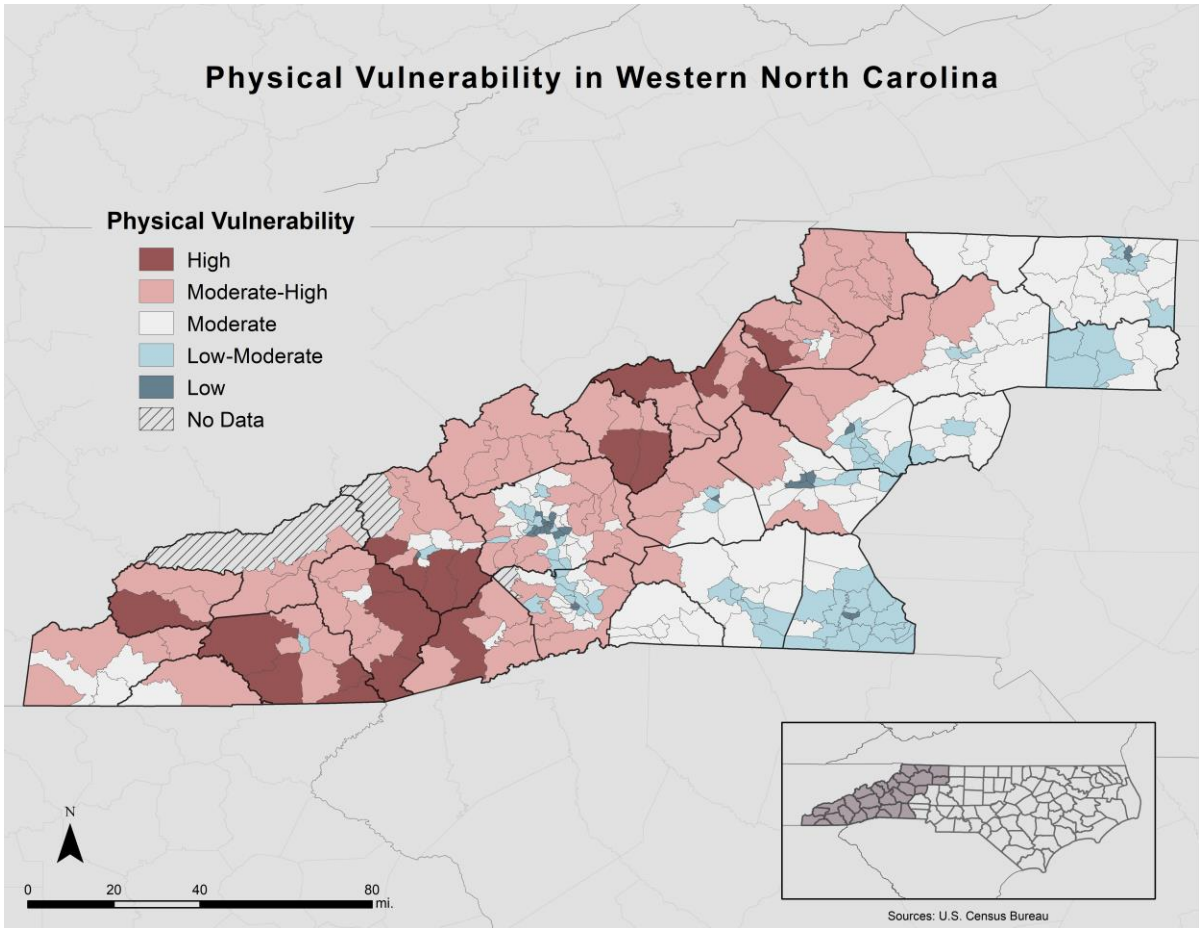 Physical Vulnerability in Western North Carolina
Physical Vulnerability
High
Moderate-High
Moderate
Low-Moderate
Low
No Data
N
0 20 40 80
mi.
Sources: U.S. Census Bureau